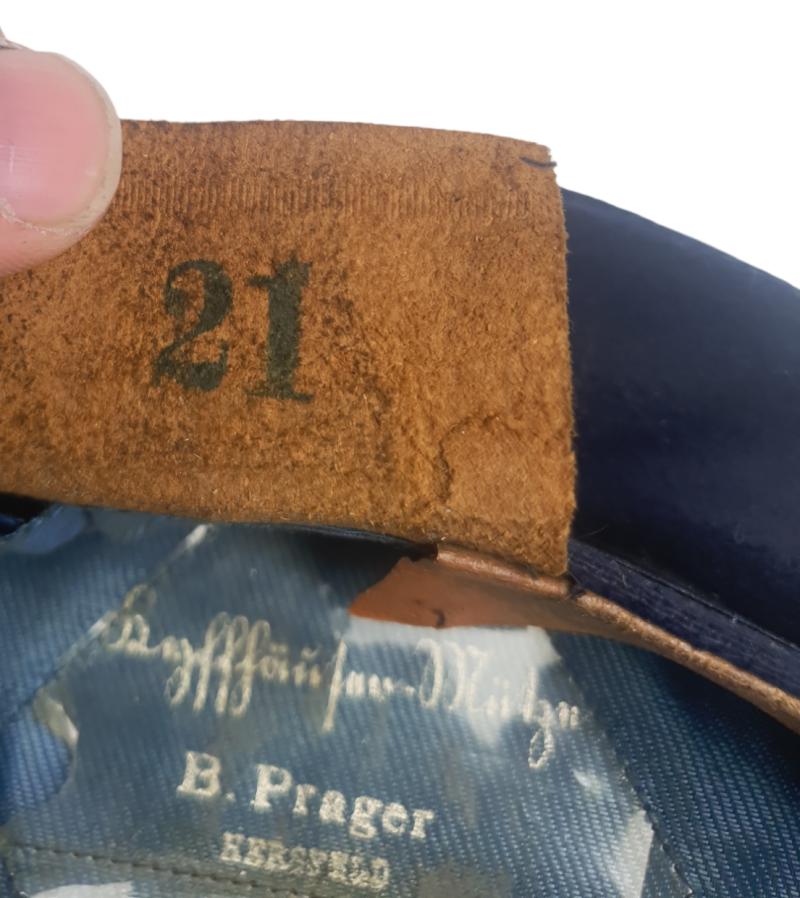 21
Kyffhäuser-Mütze
B. Prager
HERSFELD